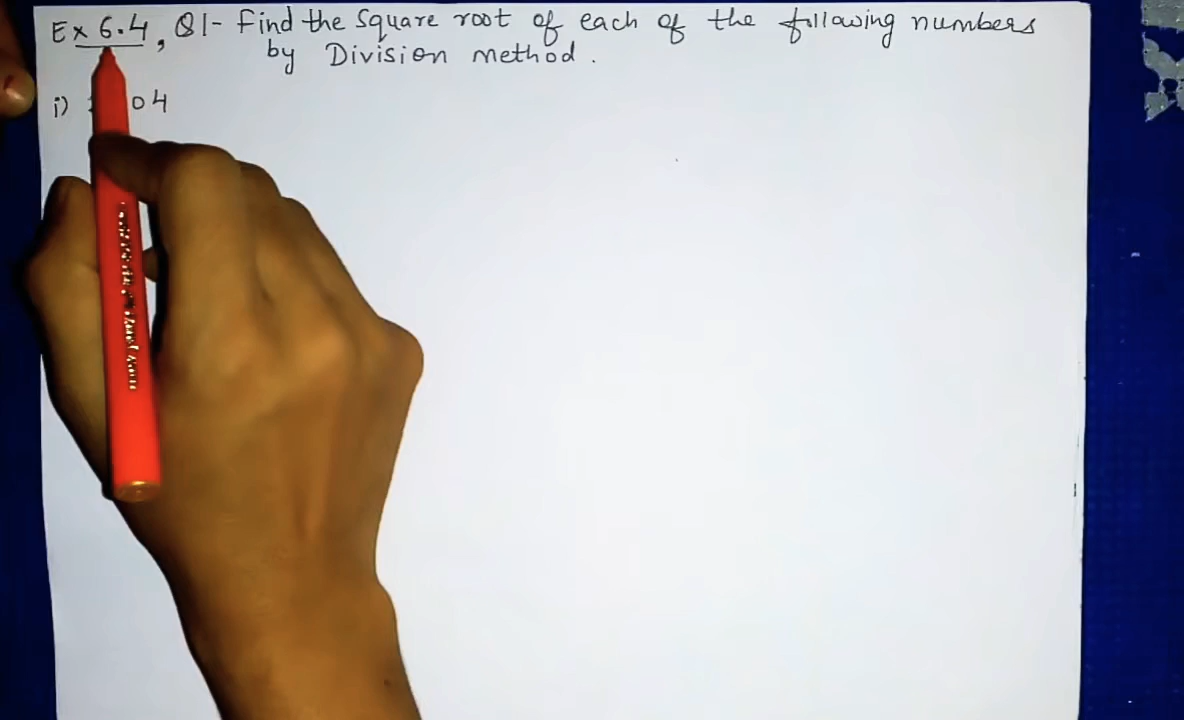 Ex 6.4, Q1- Find the Square root of each of the following numbers
by Division method.
i) 04